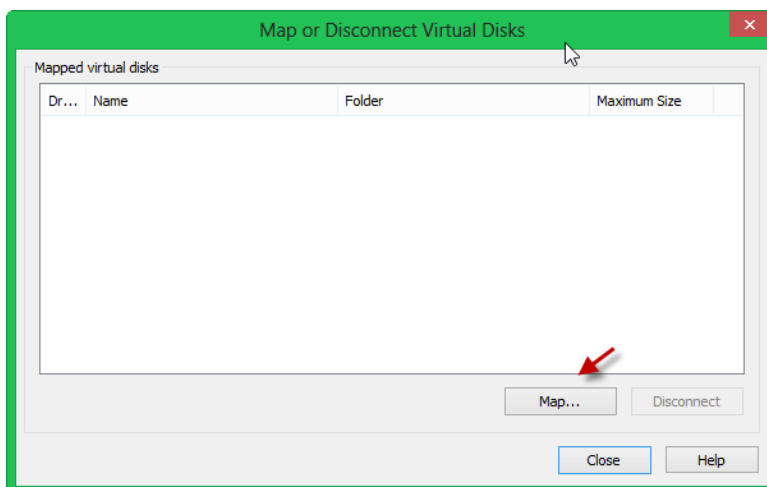 Map or Disconnect Virtual Disks
Mapped virtual disks
Dr... Name Folder Maximum Size
Map... Disconnect
Close Help